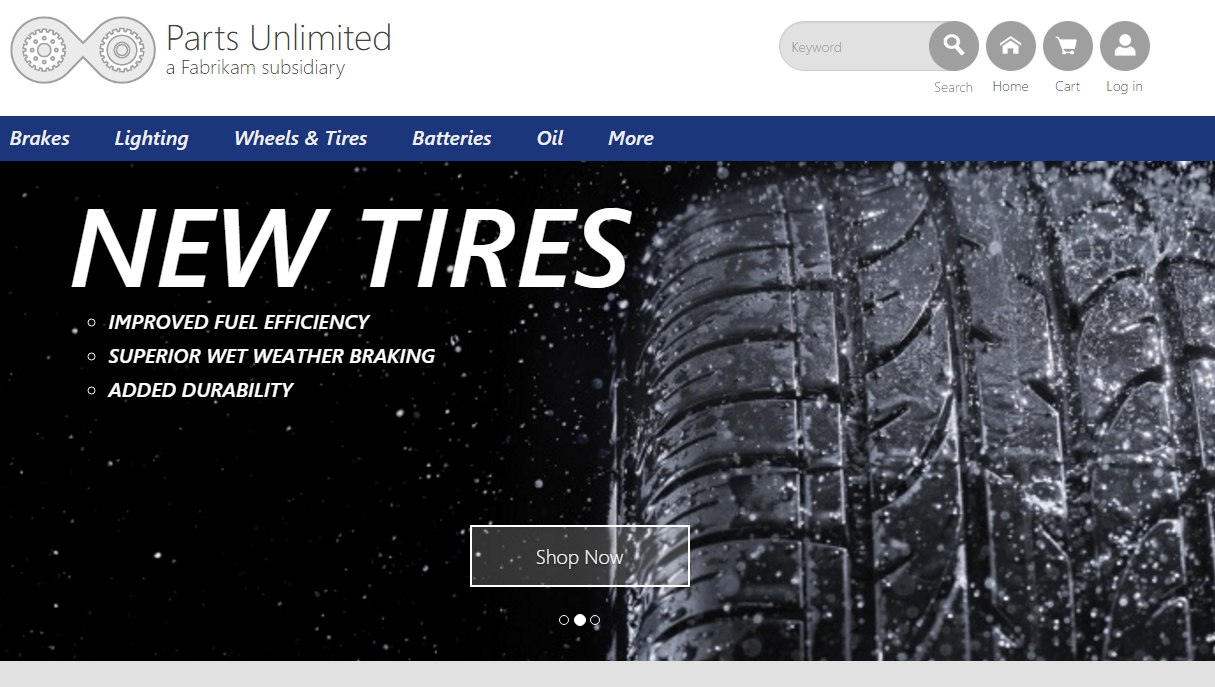 Parts Unlimited
a Fabrikam subsidiary
Keyword
Search
Home
Cart
Log in
Brakes
Lighting
Wheels & Tires
Batteries
Oil
More
NEW TIRES
IMPROVED FUEL EFFICIENCY
SUPERIOR WET WEATHER BRAKING
ADDED DURABILITY
Shop Now